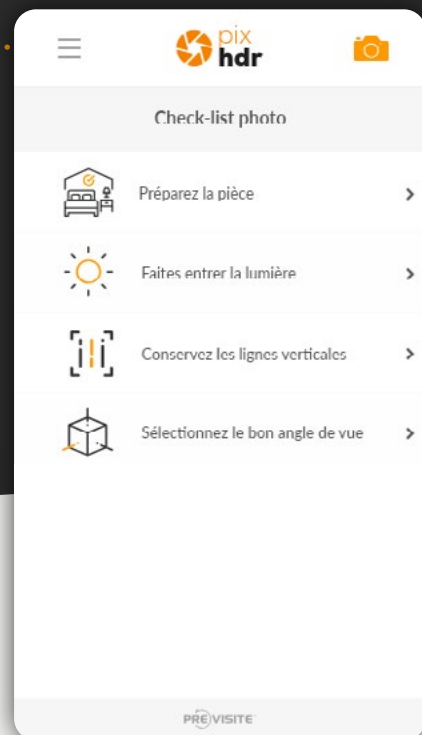 pix
hdr
Check-list photo
Préparez la pièce
Faites entrer la lumière
Conservez les lignes verticales
Sélectionnez le bon angle de vue
PREVISITE